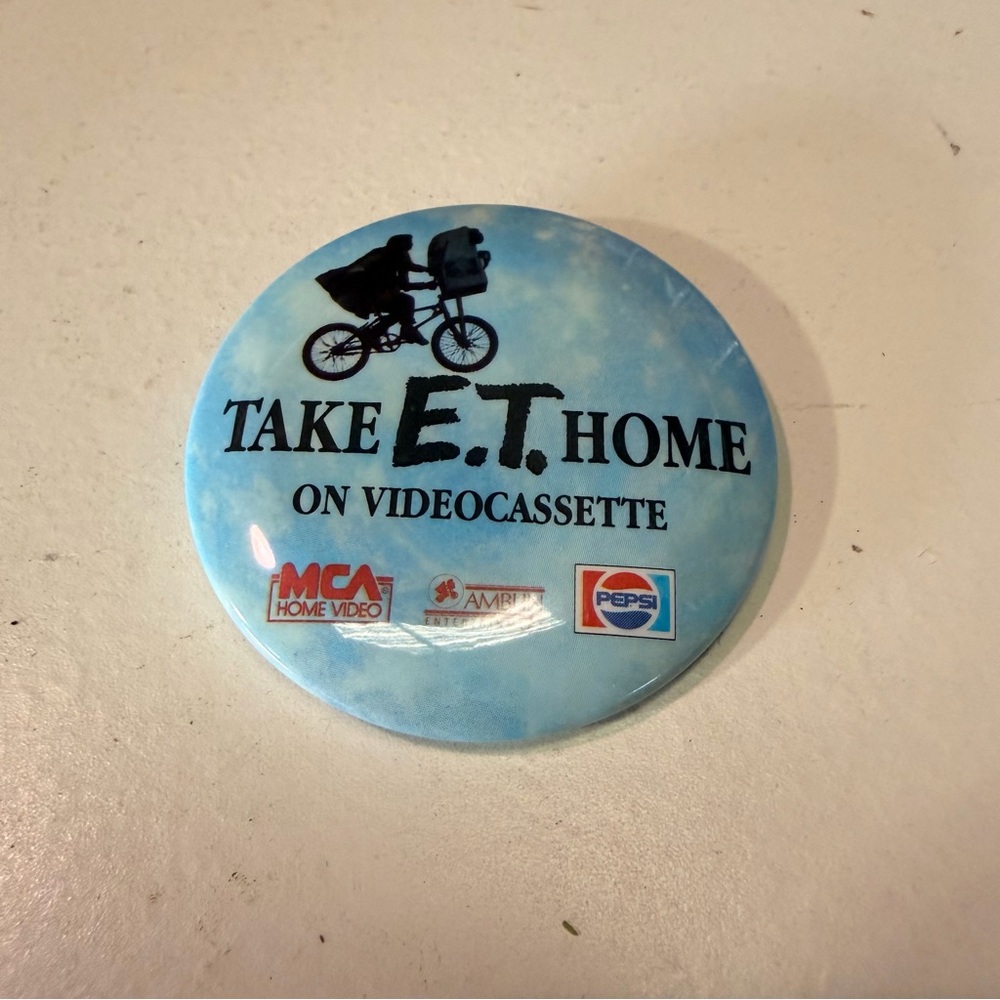 TAKE E.T. HOME
ON VIDEOCASSETTE
MCA
HOME VIDEO
PEPSI